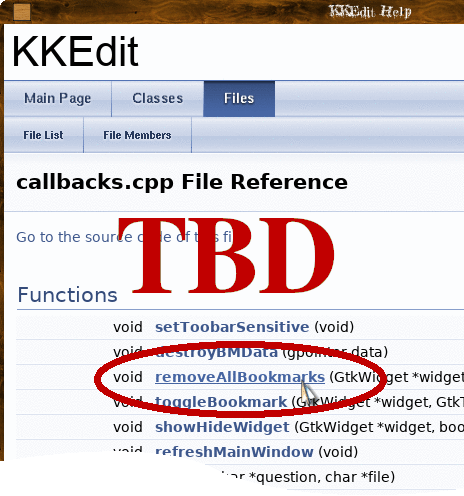 KKEdit Help
KKEdit
Main Page Classes Files
File List File Members
callbacks.cpp File Reference
TBD
Go to the source code of this fi
Functions
void setToobarSensitive (void)
void destroyBMData (gpointer data)
void removeAllBookmarks (GtkWidget *widget
void toggleBookmark (GtkWidget *widget, GtkT
void showHideWidget (GtkWidget *widget, boo
void refreshMainWindow (void)
har *question, char *file)